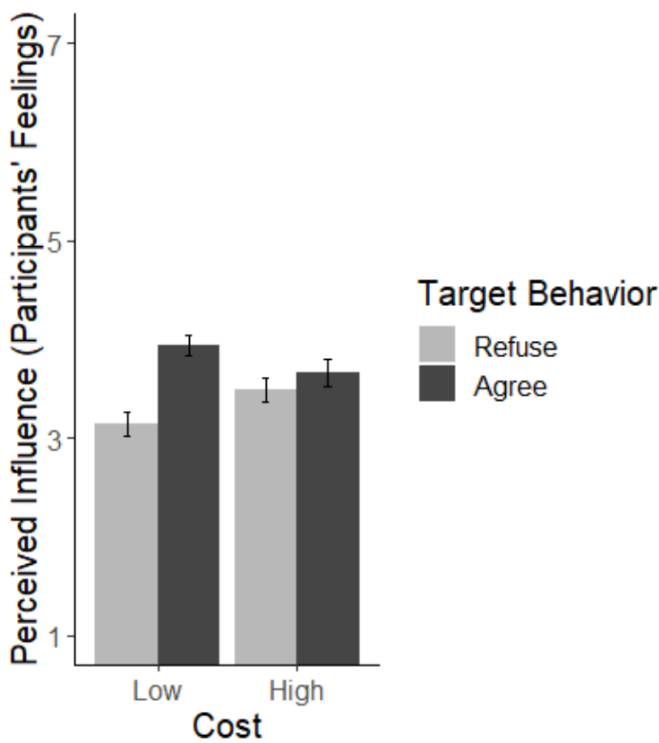 Perceived Influence (Participants' Feelings)
7
5
3
1
Low High
Cost
Target Behavior
Refuse
Agree